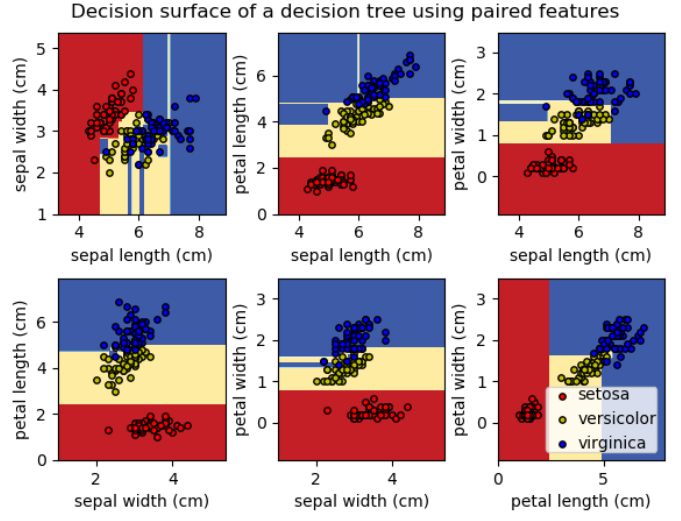 Decision surface of a decision tree using paired features
sepal width (cm)
5
4
3
2
1
4
6
8
sepal length (cm)
petal length (cm)
6
4
2
0
4
6
8
sepal length (cm)
petal width (cm)
3
2
1
0
4
6
8
sepal length (cm)
petal length (cm)
6
4
2
0
2
4
sepal width (cm)
petal width (cm)
3
2
1
0
2
4
sepal width (cm)
petal width (cm)
3
2
1
0
0
5
petal length (cm)
setosa
versicolor
virginica